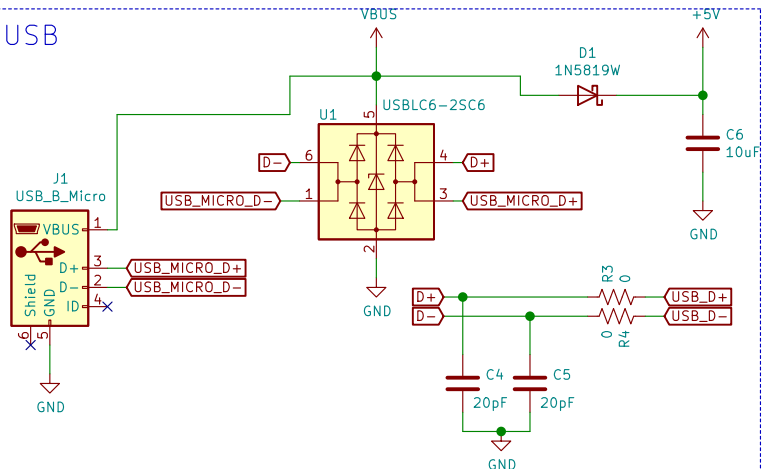 USB
VBUS
+5V
D1
1N5819W
U1
USBLC6-2SC6
5
C6
10uF
D-
6
4
D+
USB_MICRO_D-
1
3
USB_MICRO_D+
GND
J1
USB_B_Micro
VBUS
1
D+
3
USB_MICRO_D+
D-
2
USB_MICRO_D-
ID
4
Shield
GND
6
5
GND
2
GND
R3
0
D+
USB_D+
D-
USB_D-
0
R4
C4
20pF
C5
20pF
GND